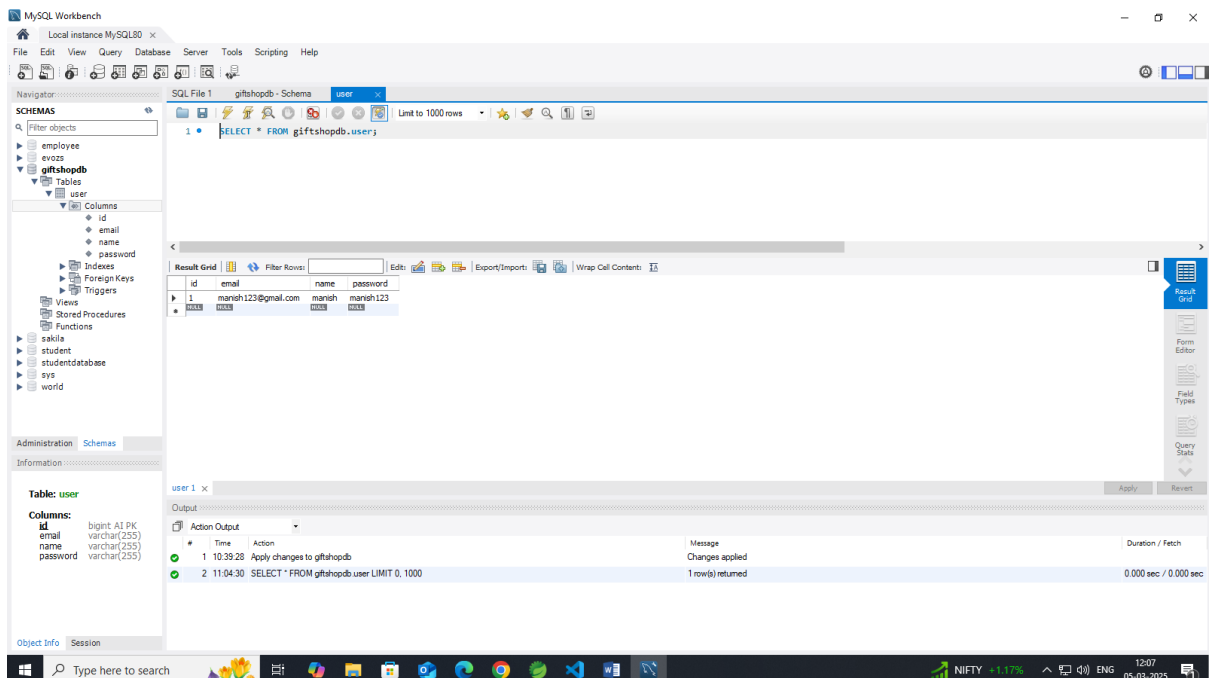 MySQL Workbench
Local instance MySQL80
File Edit View Query Database Server Tools Scripting Help
Navigator
SQL File 1 giftshopdb - Schema user
SCHEMAS
Filter objects
Limit to 1000 rows
1 SELECT * FROM giftshopdb.user;
employee
evozs
giftshopdb
Tables
user
Columns
id
email
name
password
Indexes
Foreign Keys
Triggers
Views
Stored Procedures
Functions
sakila
student
studentdatabase
sys
world
Result Grid Filter Rows: Edit: Export/Import: Wrap Cell Content:
id email name password
1 manish123@gmail.com manish manish123
NULL NULL NULL NULL
Result Grid
Form Editor
Field Types
Query Stats
Administration Schemas
Information
Table: user
Columns:
id bigint AI PK
email varchar(255)
name varchar(255)
password varchar(255)
user 1
Apply Revert
Output
Action Output
# Time Action Message Duration / Fetch
1 10:39:28 Apply changes to giftshopdb Changes applied
2 11:04:30 SELECT * FROM giftshopdb.user LIMIT 0, 1000 1 row(s) returned 0.000 sec / 0.000 sec
Object Info Session
Type here to search
NIFTY +1.17%
ENG
12:07
05-03-2025